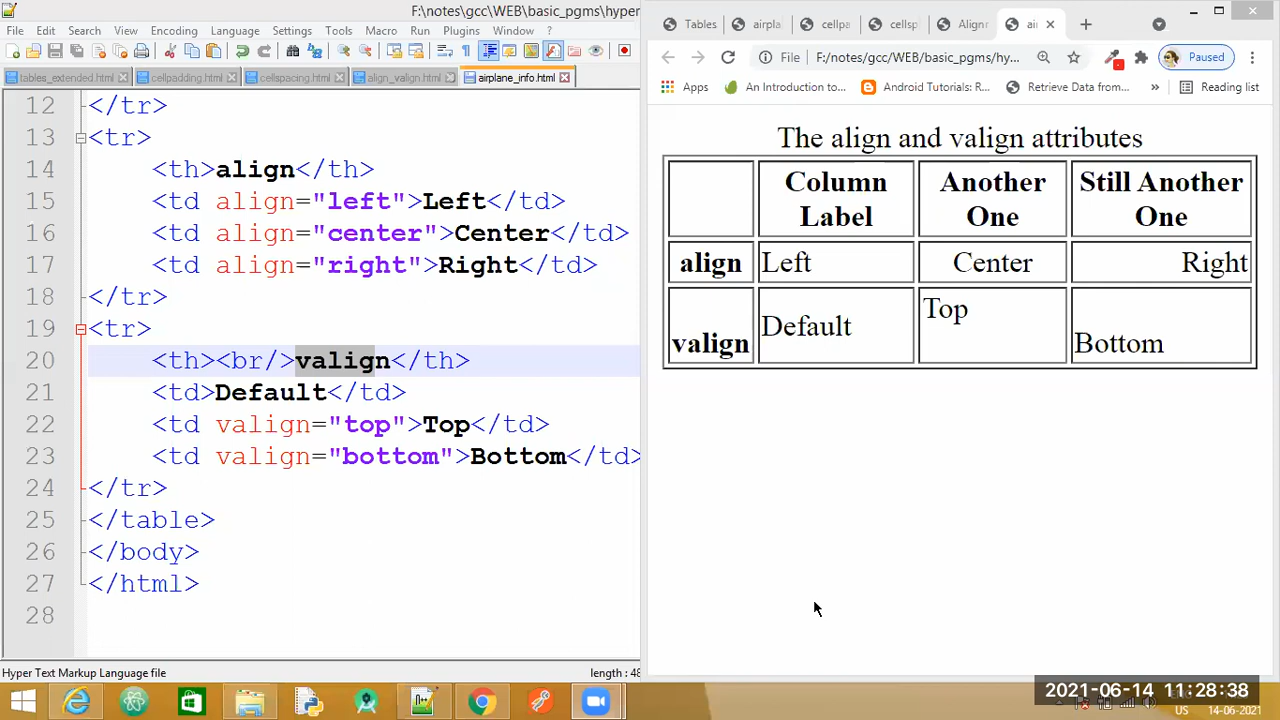 F:\notes\gcc\WEB\basic_pgms\hyper
File Edit Search View Encoding Language Settings Tools Macro Run Plugins Window ?
tables_extended.html cellpadding.html cellspacing.html align_valign.html airplane_info.html
12 </tr>
13 <tr>
14 <th>align</th>
15 <td align="left">Left</td>
16 <td align="center">Center</td>
17 <td align="right">Right</td>
18 </tr>
19 <tr>
20 <th><br/>valign</th>
21 <td>Default</td>
22 <td valign="top">Top</td>
23 <td valign="bottom">Bottom</td>
24 </tr>
25 </table>
26 </body>
27 </html>
28
Hyper Text Markup Language file length : 48
Tables airpla cellpa cellsp Alignr air
File F:/notes/gcc/WEB/basic_pgms/hy... Paused
Apps An Introduction to... Android Tutorials: R... Retrieve Data from... » Reading list
The align and valign attributes
Column Label Another One Still Another One
align Left Center Right
valign Default Top Bottom
2021-06-14 11:28:38
US 14-06-2021